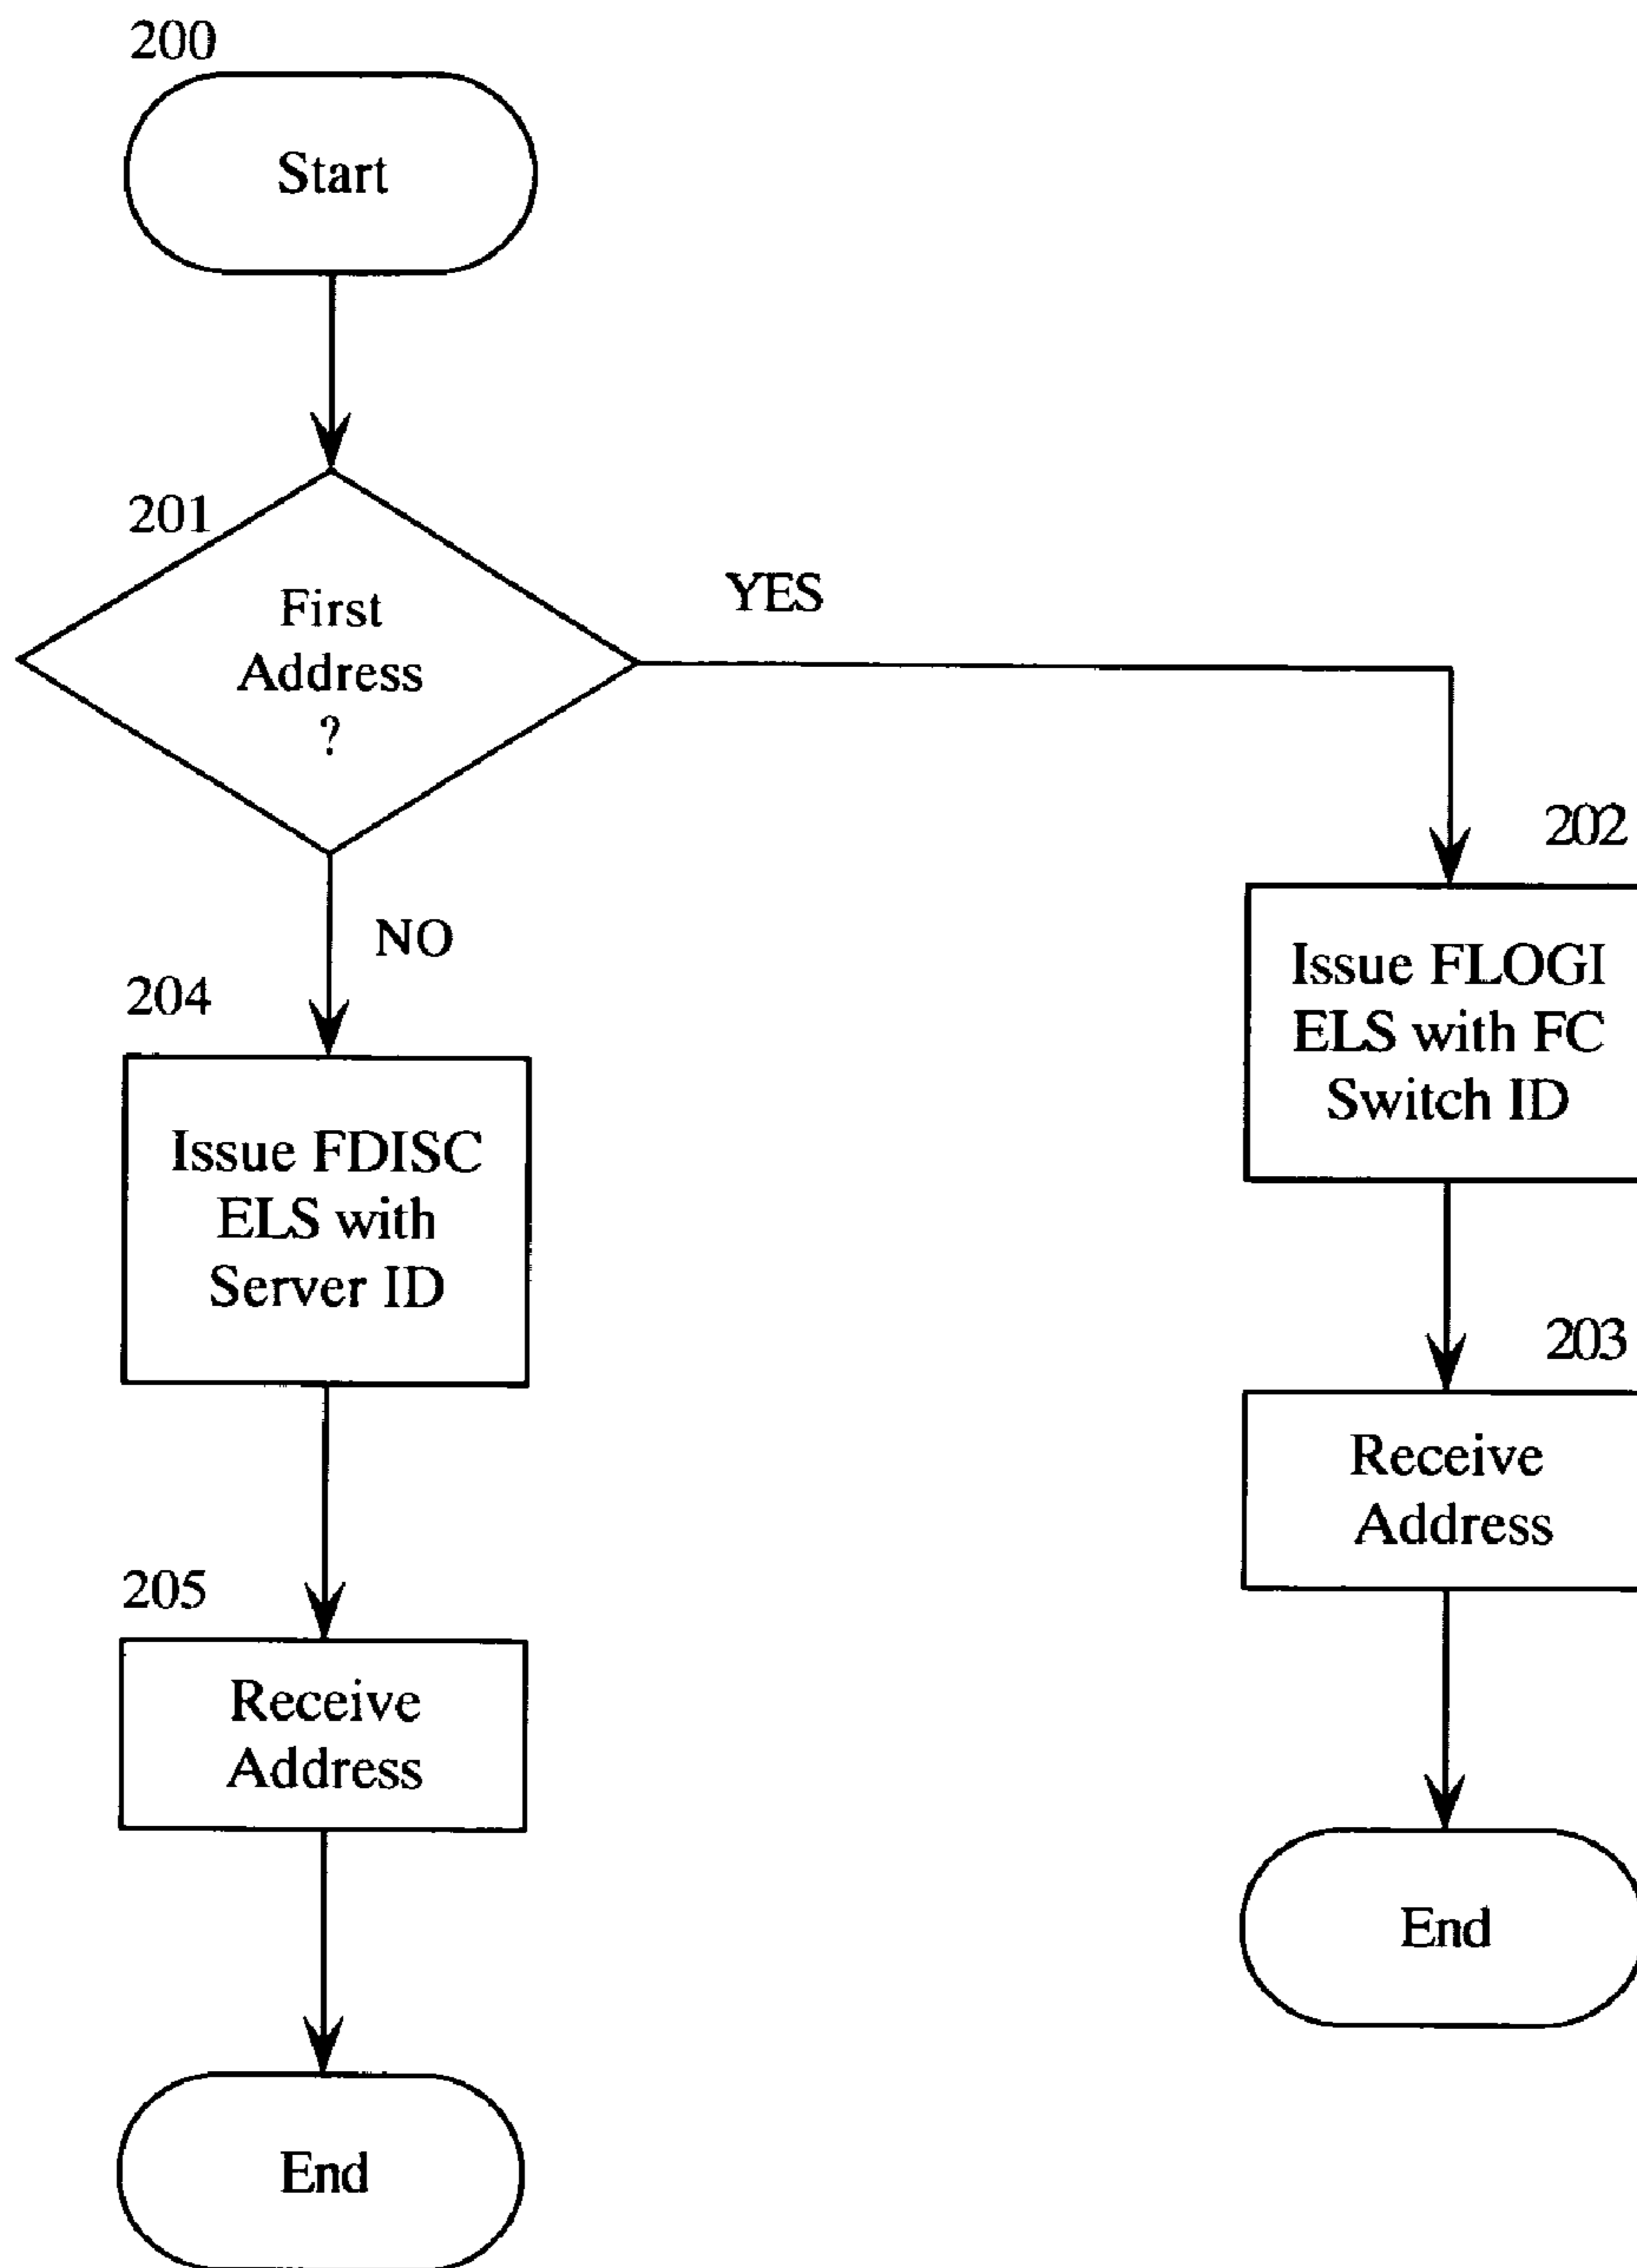 200
Start
201
First
Address
?
YES
NO
202
Issue FLOGI
ELS with FC
Switch ID
204
Issue FDISC
ELS with
Server ID
203
Receive
Address
205
Receive
Address
End
End